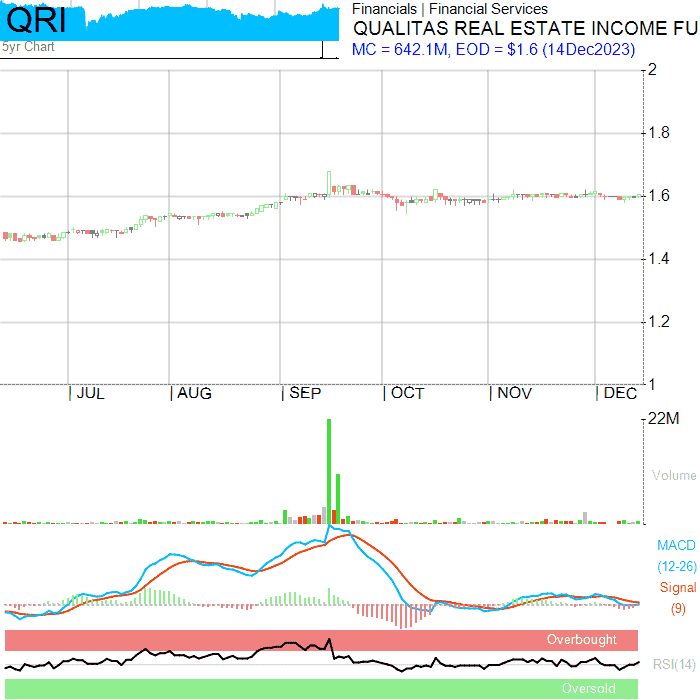 QRI
5yr Chart
Financials | Financial Services
QUALITAS REAL ESTATE INCOME FU
MC = 642.1M, EOD = $1.6 (14Dec2023)
2
1.8
1.6
1.4
1.2
1
| JUL | AUG | SEP | OCT | NOV | DEC
22M
Volume
MACD
(12-26)
Signal
(9)
Overbought
RSI(14)
Oversold